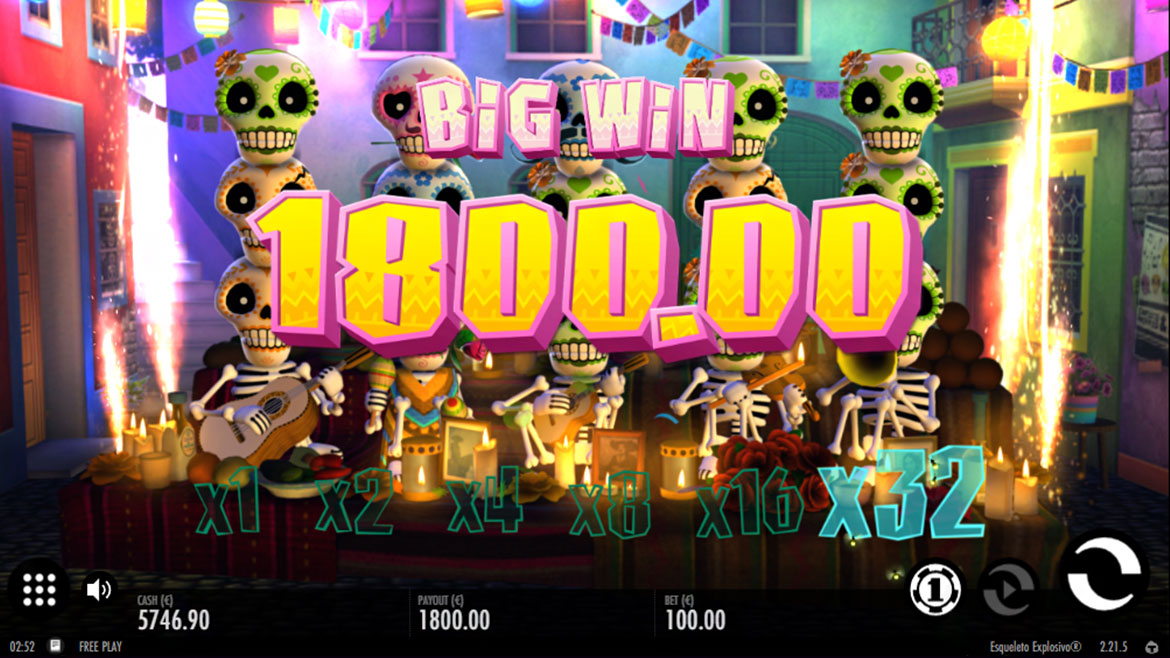 BiG WiN
1800.00
x1 x2 x4 x8 x16 x32
1
CASH (€) PAYOUT (€) BET (€)
5746.90 1800.00 100.00
02:52 FREE PLAY Esqueleto Explosivo® 2.21.5